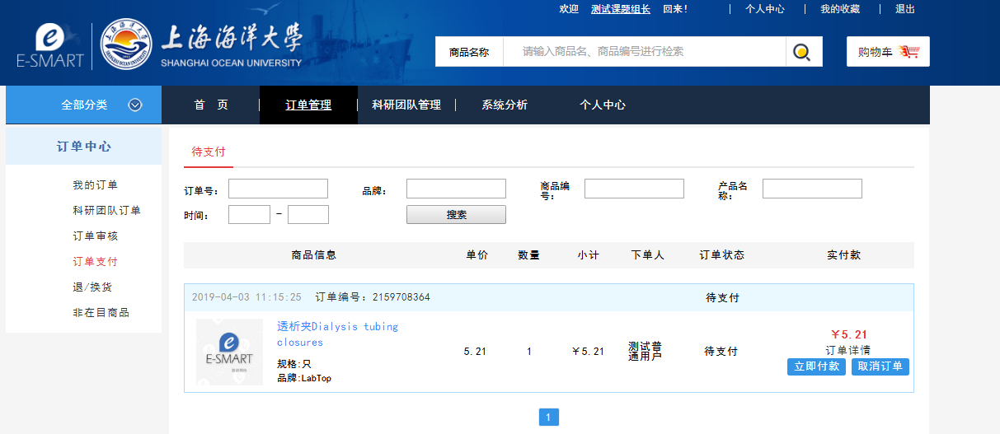 欢迎 测试课题组长 回来！ | 个人中心 | 我的收藏 | 退出
E-SMART
上海海洋大學
SHANGHAI OCEAN UNIVERSITY
商品名称 请输入商品名、商品编号进行检索
购物车
全部分类 首 页 订单管理 科研团队管理 系统分析 个人中心
订单中心
我的订单
科研团队订单
订单审核
订单支付
退/换货
非在目商品
待支付
订单号： 品牌： 商品编号： 产品名称：
时间： - 搜索
商品信息 单价 数量 小计 下单人 订单状态 实付款
2019-04-03 11:15:25 订单编号：2159708364 待支付
E-SMART
透析夹Dialysis tubing
closures
规格:只
品牌:LabTop
5.21 1 ￥5.21 测试普通用户 待支付
￥5.21
订单详情
立即付款 取消订单
1